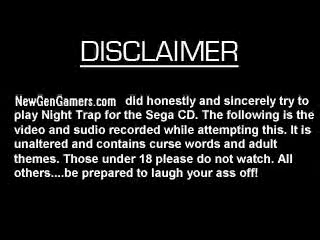 DISCLAIMER
NewGenGamers.com did honestly and sincerely try to
play Night Trap for the Sega CD. The following is the
video and sudio recorded while attempting this. It is
unaltered and contains curse words and adult
themes. Those under 18 please do not watch. All
others....be prepared to laugh your ass off!